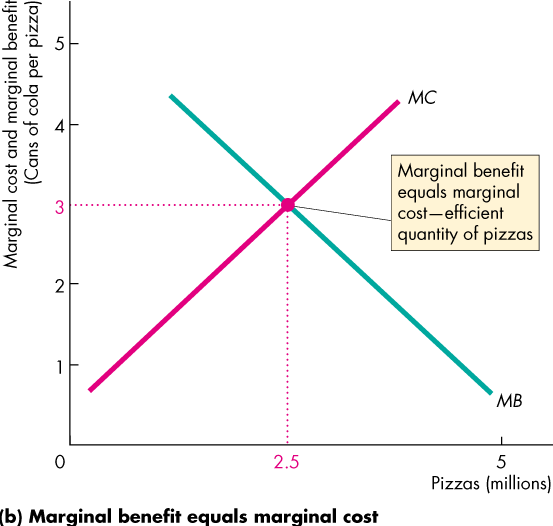 Marginal cost and marginal benefit
(Cans of cola per pizza)
5
4
3
2
1
0
2.5
5
Pizzas (millions)
MC
Marginal benefit
equals marginal
cost—efficient
quantity of pizzas
MB
(b) Marginal benefit equals marginal cost